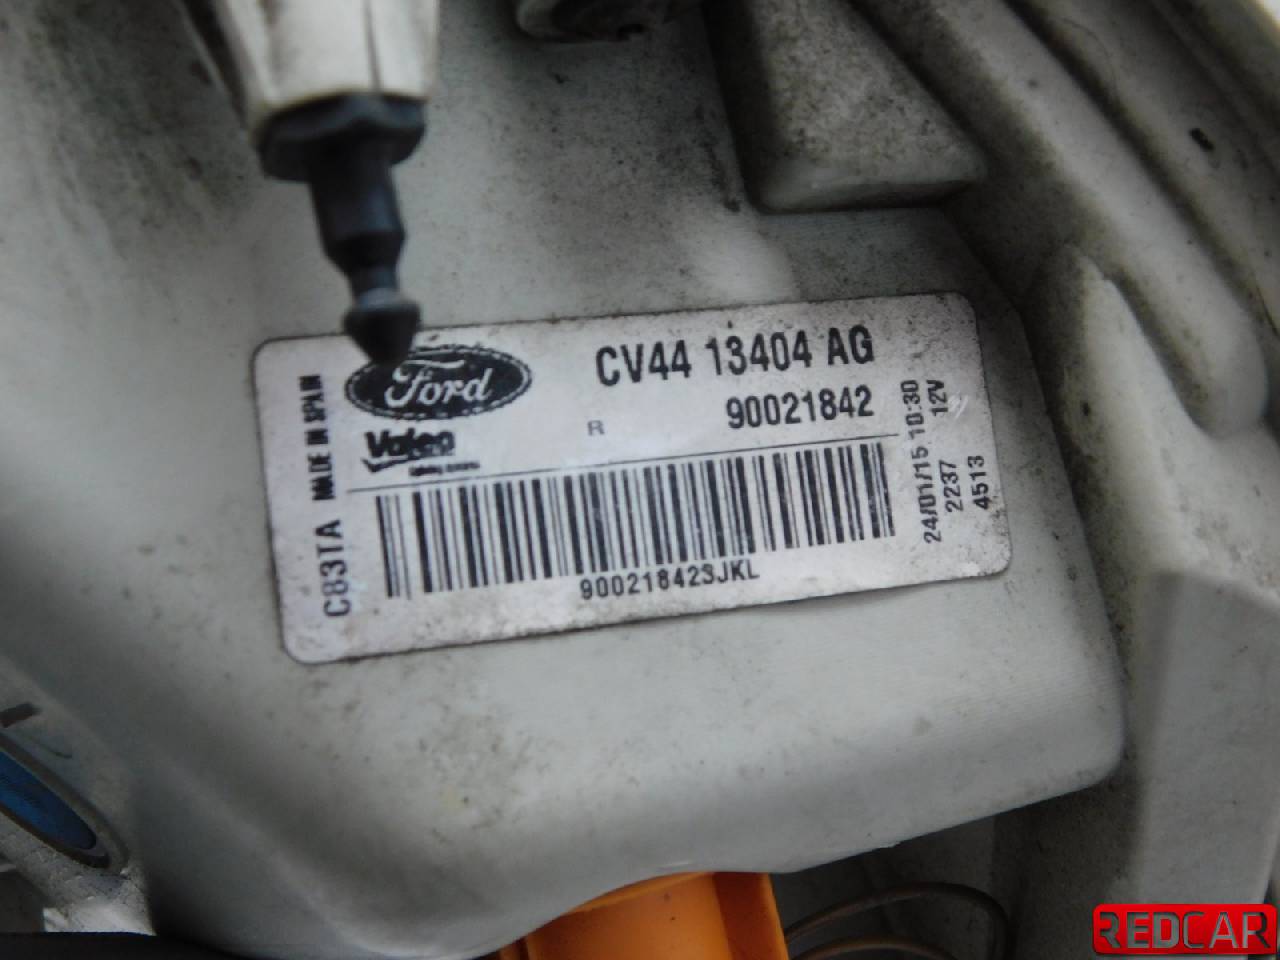 CV44 13404 AG
Ford
90021842
Valeo
R
MADE IN SPAIN
C83TA
900218423JKL
24/01/15 10:30
2237 12V
4513
REDCAR